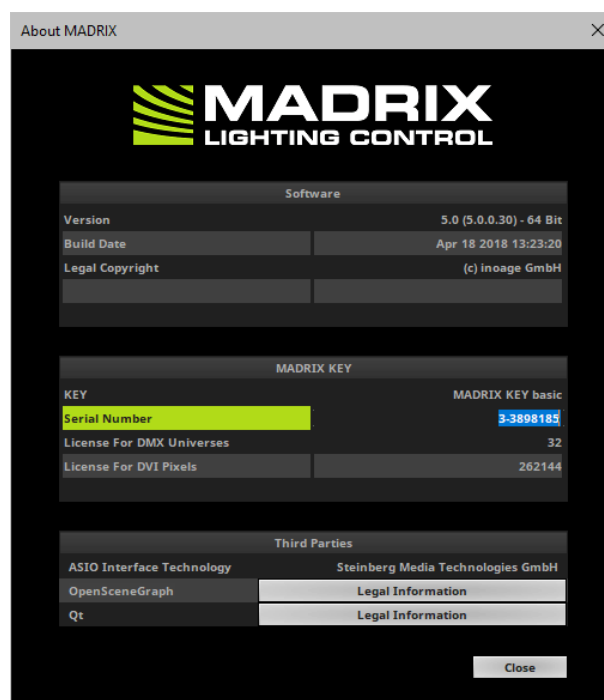 About MADRIX
MADRIX
LIGHTING CONTROL
Software
Version 5.0 (5.0.0.30) - 64 Bit
Build Date Apr 18 2018 13:23:20
Legal Copyright (c) inoage GmbH
MADRIX KEY
KEY MADRIX KEY basic
Serial Number 3-3898185
License For DMX Universes 32
License For DVI Pixels 262144
Third Parties
ASIO Interface Technology Steinberg Media Technologies GmbH
OpenSceneGraph Legal Information
Qt Legal Information
Close